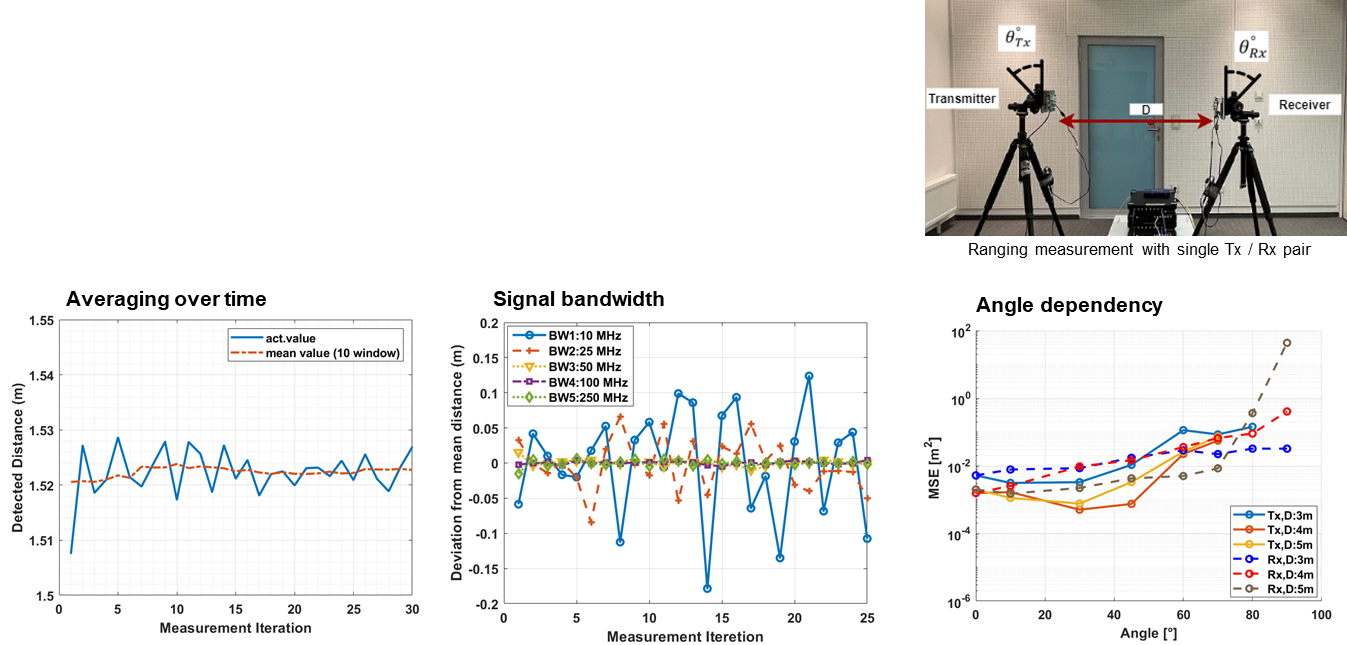 θ°Tx
θ°Rx
Transmitter
D
Receiver
Ranging measurement with single Tx / Rx pair
Averaging over time
1.55
1.54
1.53
1.52
1.51
1.5
0 5 10 15 20 25 30
Detected Distance (m)
Measurement Iteration
act.value
mean value (10 window)
Signal bandwidth
0.2
0.15
0.1
0.05
0
-0.05
-0.1
-0.15
-0.2
0 5 10 15 20 25
Deviation from mean distance (m)
Measurement Iteretion
BW1:10 MHz
BW2:25 MHz
BW3:50 MHz
BW4:100 MHz
BW5:250 MHz
Angle dependency
10²
10⁰
10⁻²
10⁻⁴
10⁻⁶
0 20 40 60 80 100
MSE [m²]
Angle [°]
Tx,D:3m
Tx,D:4m
Tx,D:5m
Rx,D:3m
Rx,D:4m
Rx,D:5m